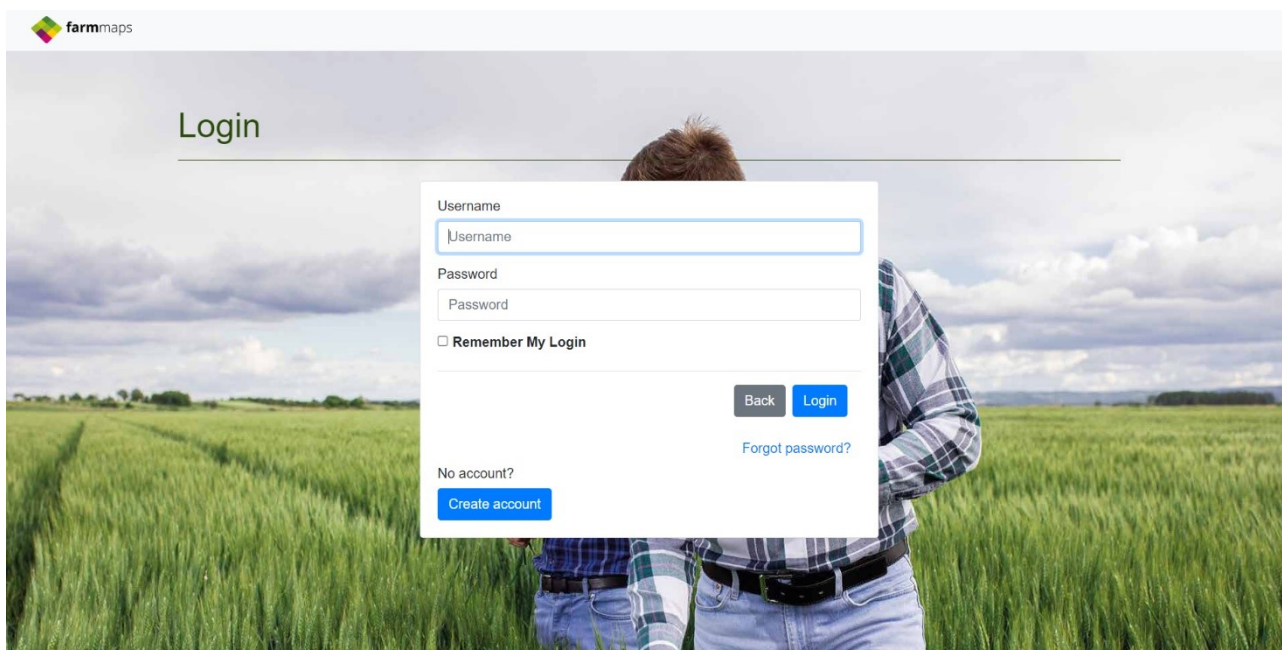 farmmaps
Login
Username
Username
Password
Password
Remember My Login
Back Login
Forgot password?
No account?
Create account